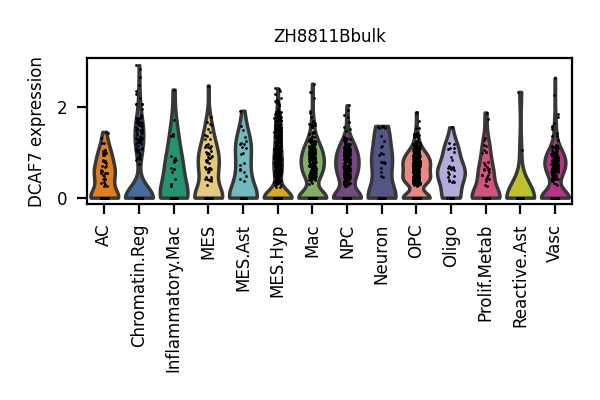 ZH8811Bbulk
DCAF7 expression
2
0
AC
Chromatin.Reg
Inflammatory.Mac
MES
MES.Ast
MES.Hyp
Mac
NPC
Neuron
OPC
Oligo
Prolif.Metab
Reactive.Ast
Vasc